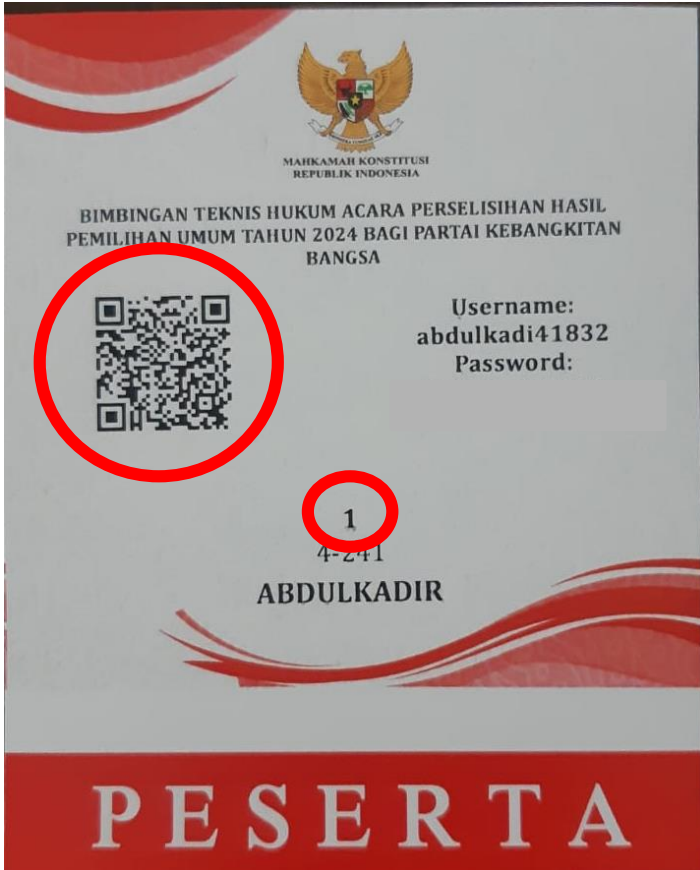 MAHKAMAH KONSTITUSI
REPUBLIK INDONESIA
BIMBINGAN TEKNIS HUKUM ACARA PERSELISIHAN HASIL
PEMILIHAN UMUM TAHUN 2024 BAGI PARTAI KEBANGKITAN
BANGSA
Username:
abdulkadi41832
Password:
1
4-241
ABDULKADIR
PESERTA